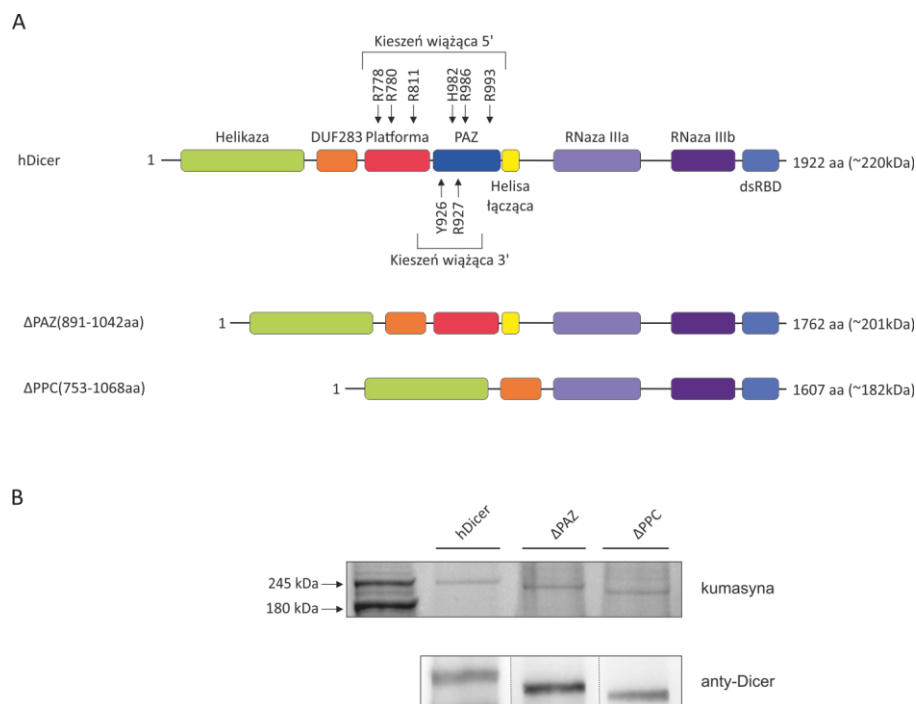 A
Kieszeń wiążąca 5'
R778
R780
R811
H982
R986
R993
Helikaza
DUF283
Platforma
PAZ
RNaza IIIa
RNaza IIIb
hDicer
1
1922 aa (~220kDa)
Helisa
łącząca
dsRBD
Y926
R927
Kieszeń wiążąca 3'
ΔPAZ(891-1042aa)
1
1762 aa (~201kDa)
ΔPPC(753-1068aa)
1
1607 aa (~182kDa)
B
hDicer
ΔPAZ
ΔPPC
245 kDa
180 kDa
kumasyna
anty-Dicer